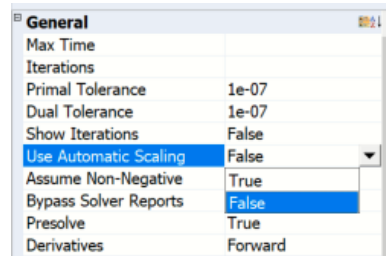 General
Max Time
Iterations
Primal Tolerance 1e-07
Dual Tolerance 1e-07
Show Iterations False
Use Automatic Scaling False
Assume Non-Negative True
Bypass Solver Reports False
Presolve True
Derivatives Forward